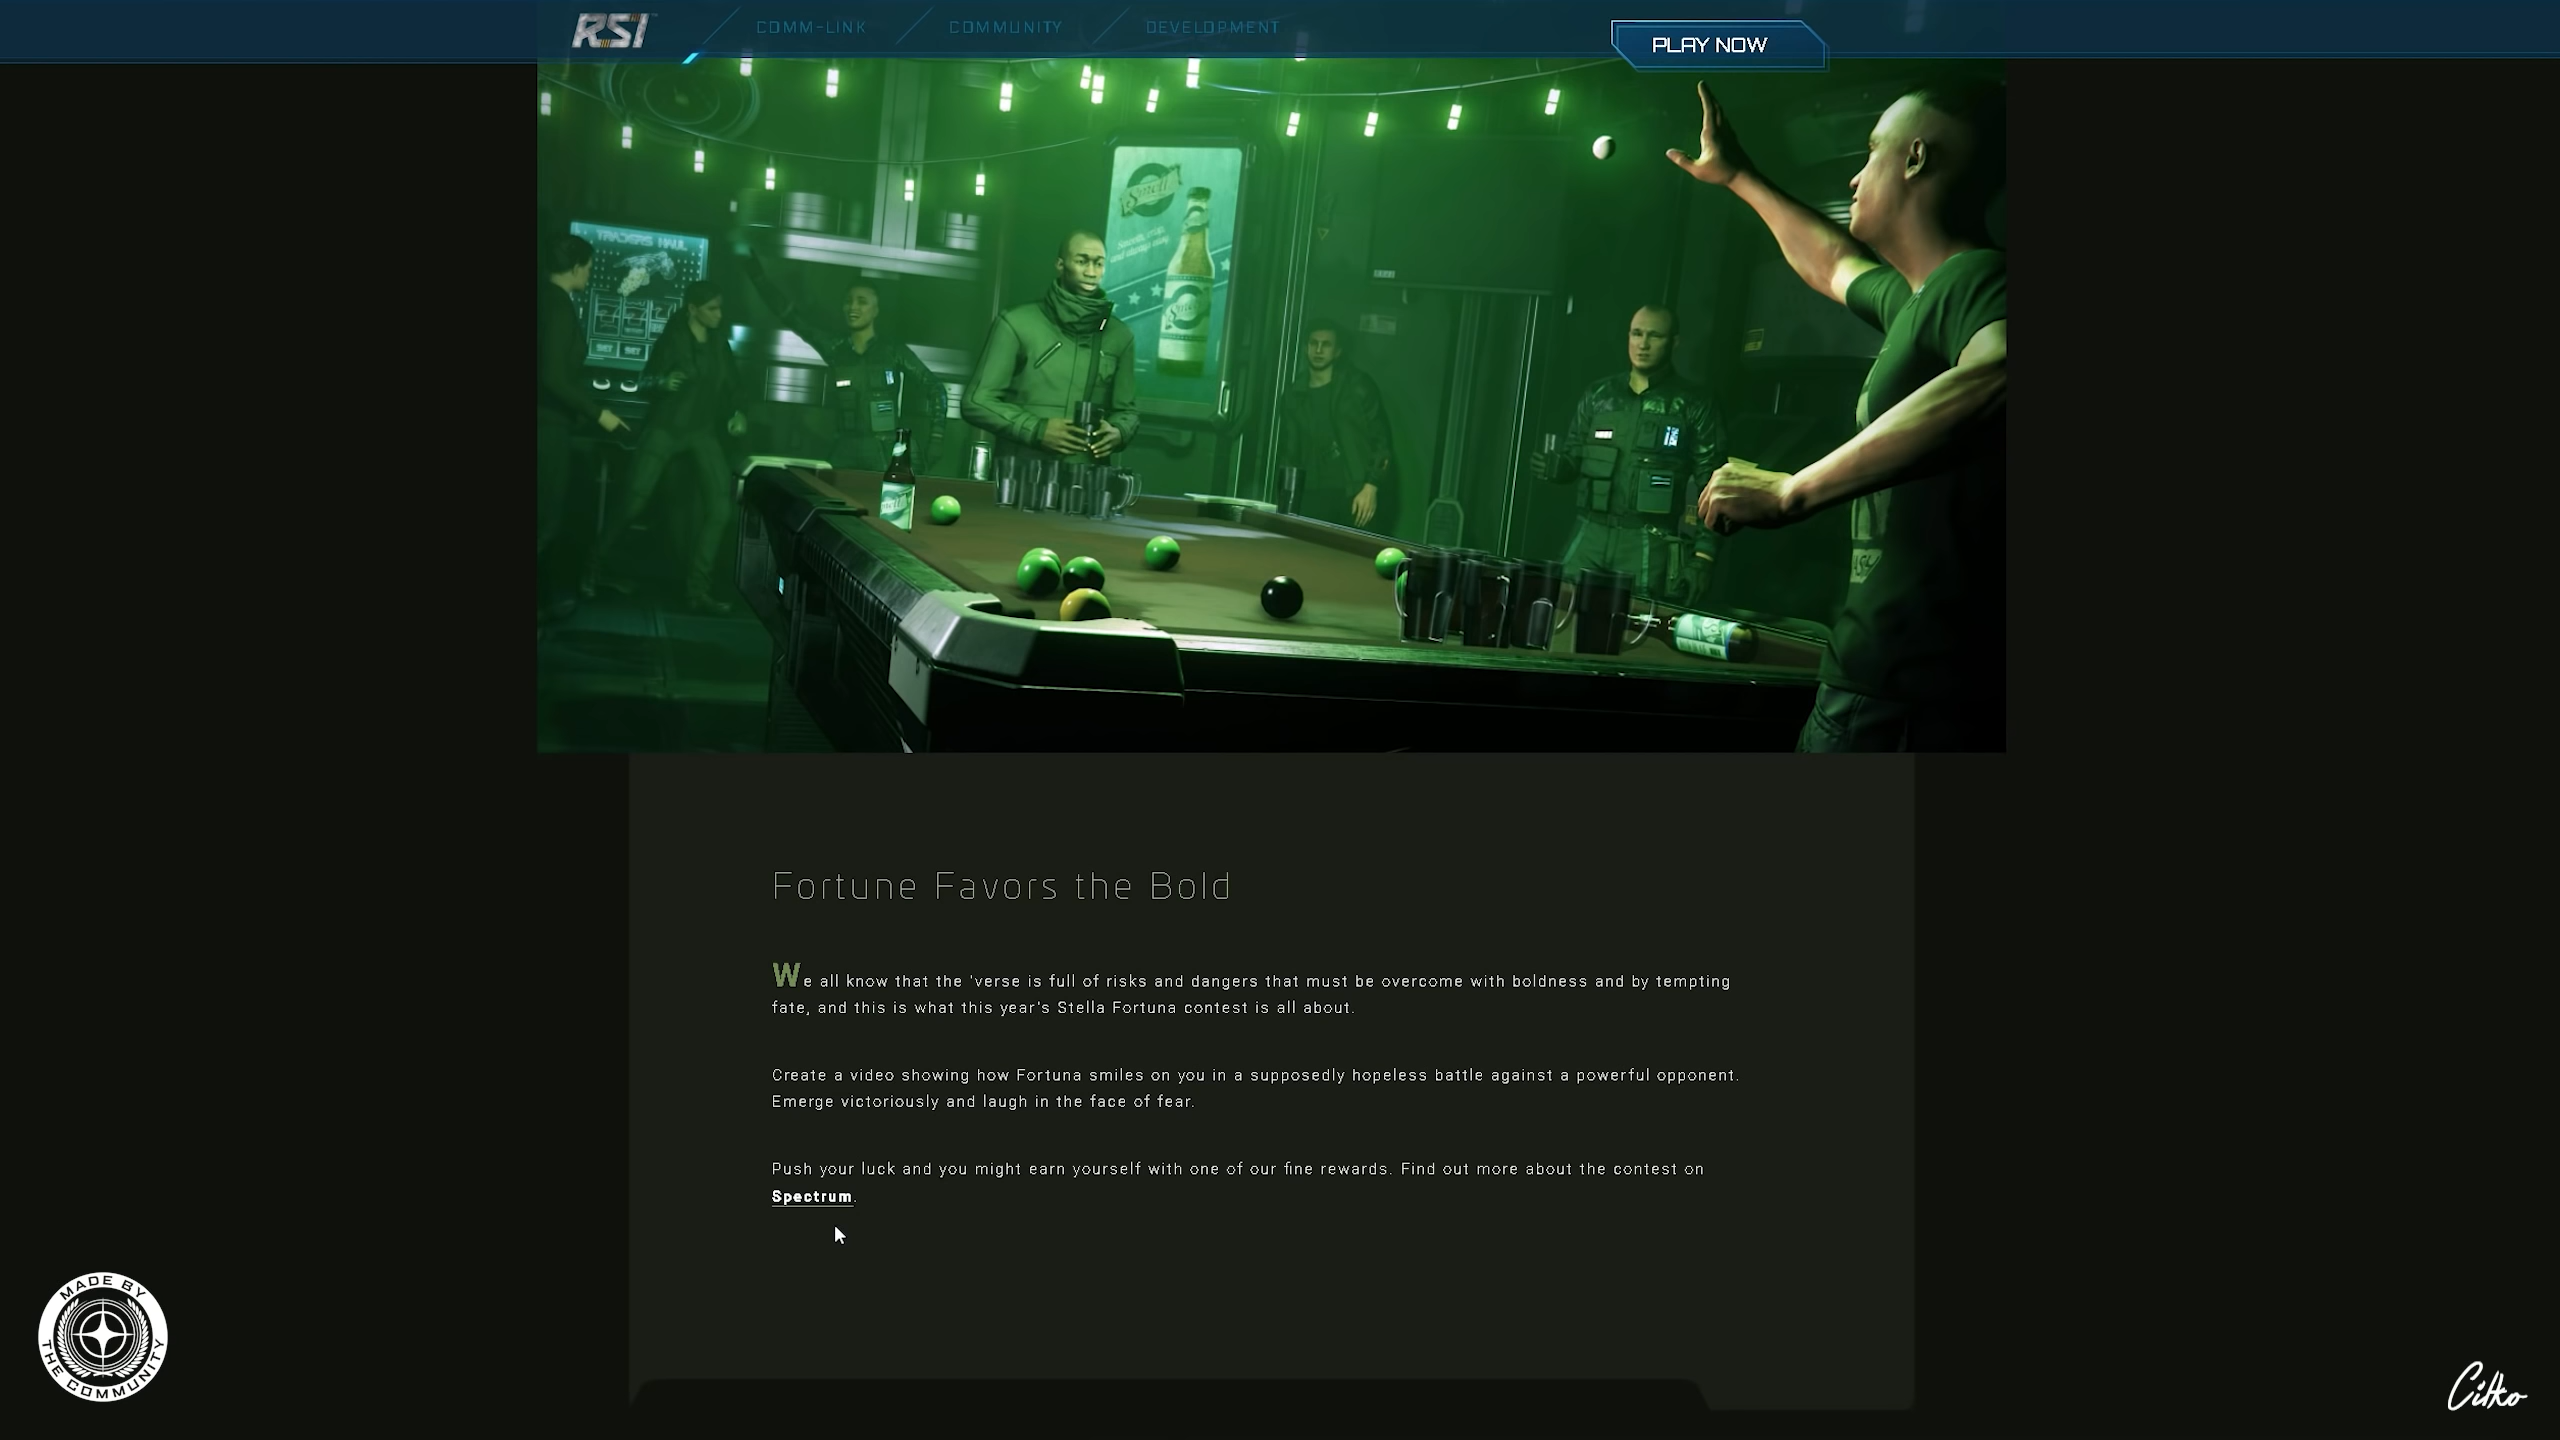 RSI
COMM-LINK
COMMUNITY
DEVELOPMENT
PLAY NOW
TRADERS HAUL
Smolz
Fortune Favors the Bold
We all know that the 'verse is full of risks and dangers that must be overcome with boldness and by tempting
fate, and this is what this year's Stella Fortuna contest is all about.
Create a video showing how Fortuna smiles on you in a supposedly hopeless battle against a powerful opponent.
Emerge victoriously and laugh in the face of fear.
Push your luck and you might earn yourself with one of our fine rewards. Find out more about the contest on
Spectrum.
MADE BY
THE COMMUNITY